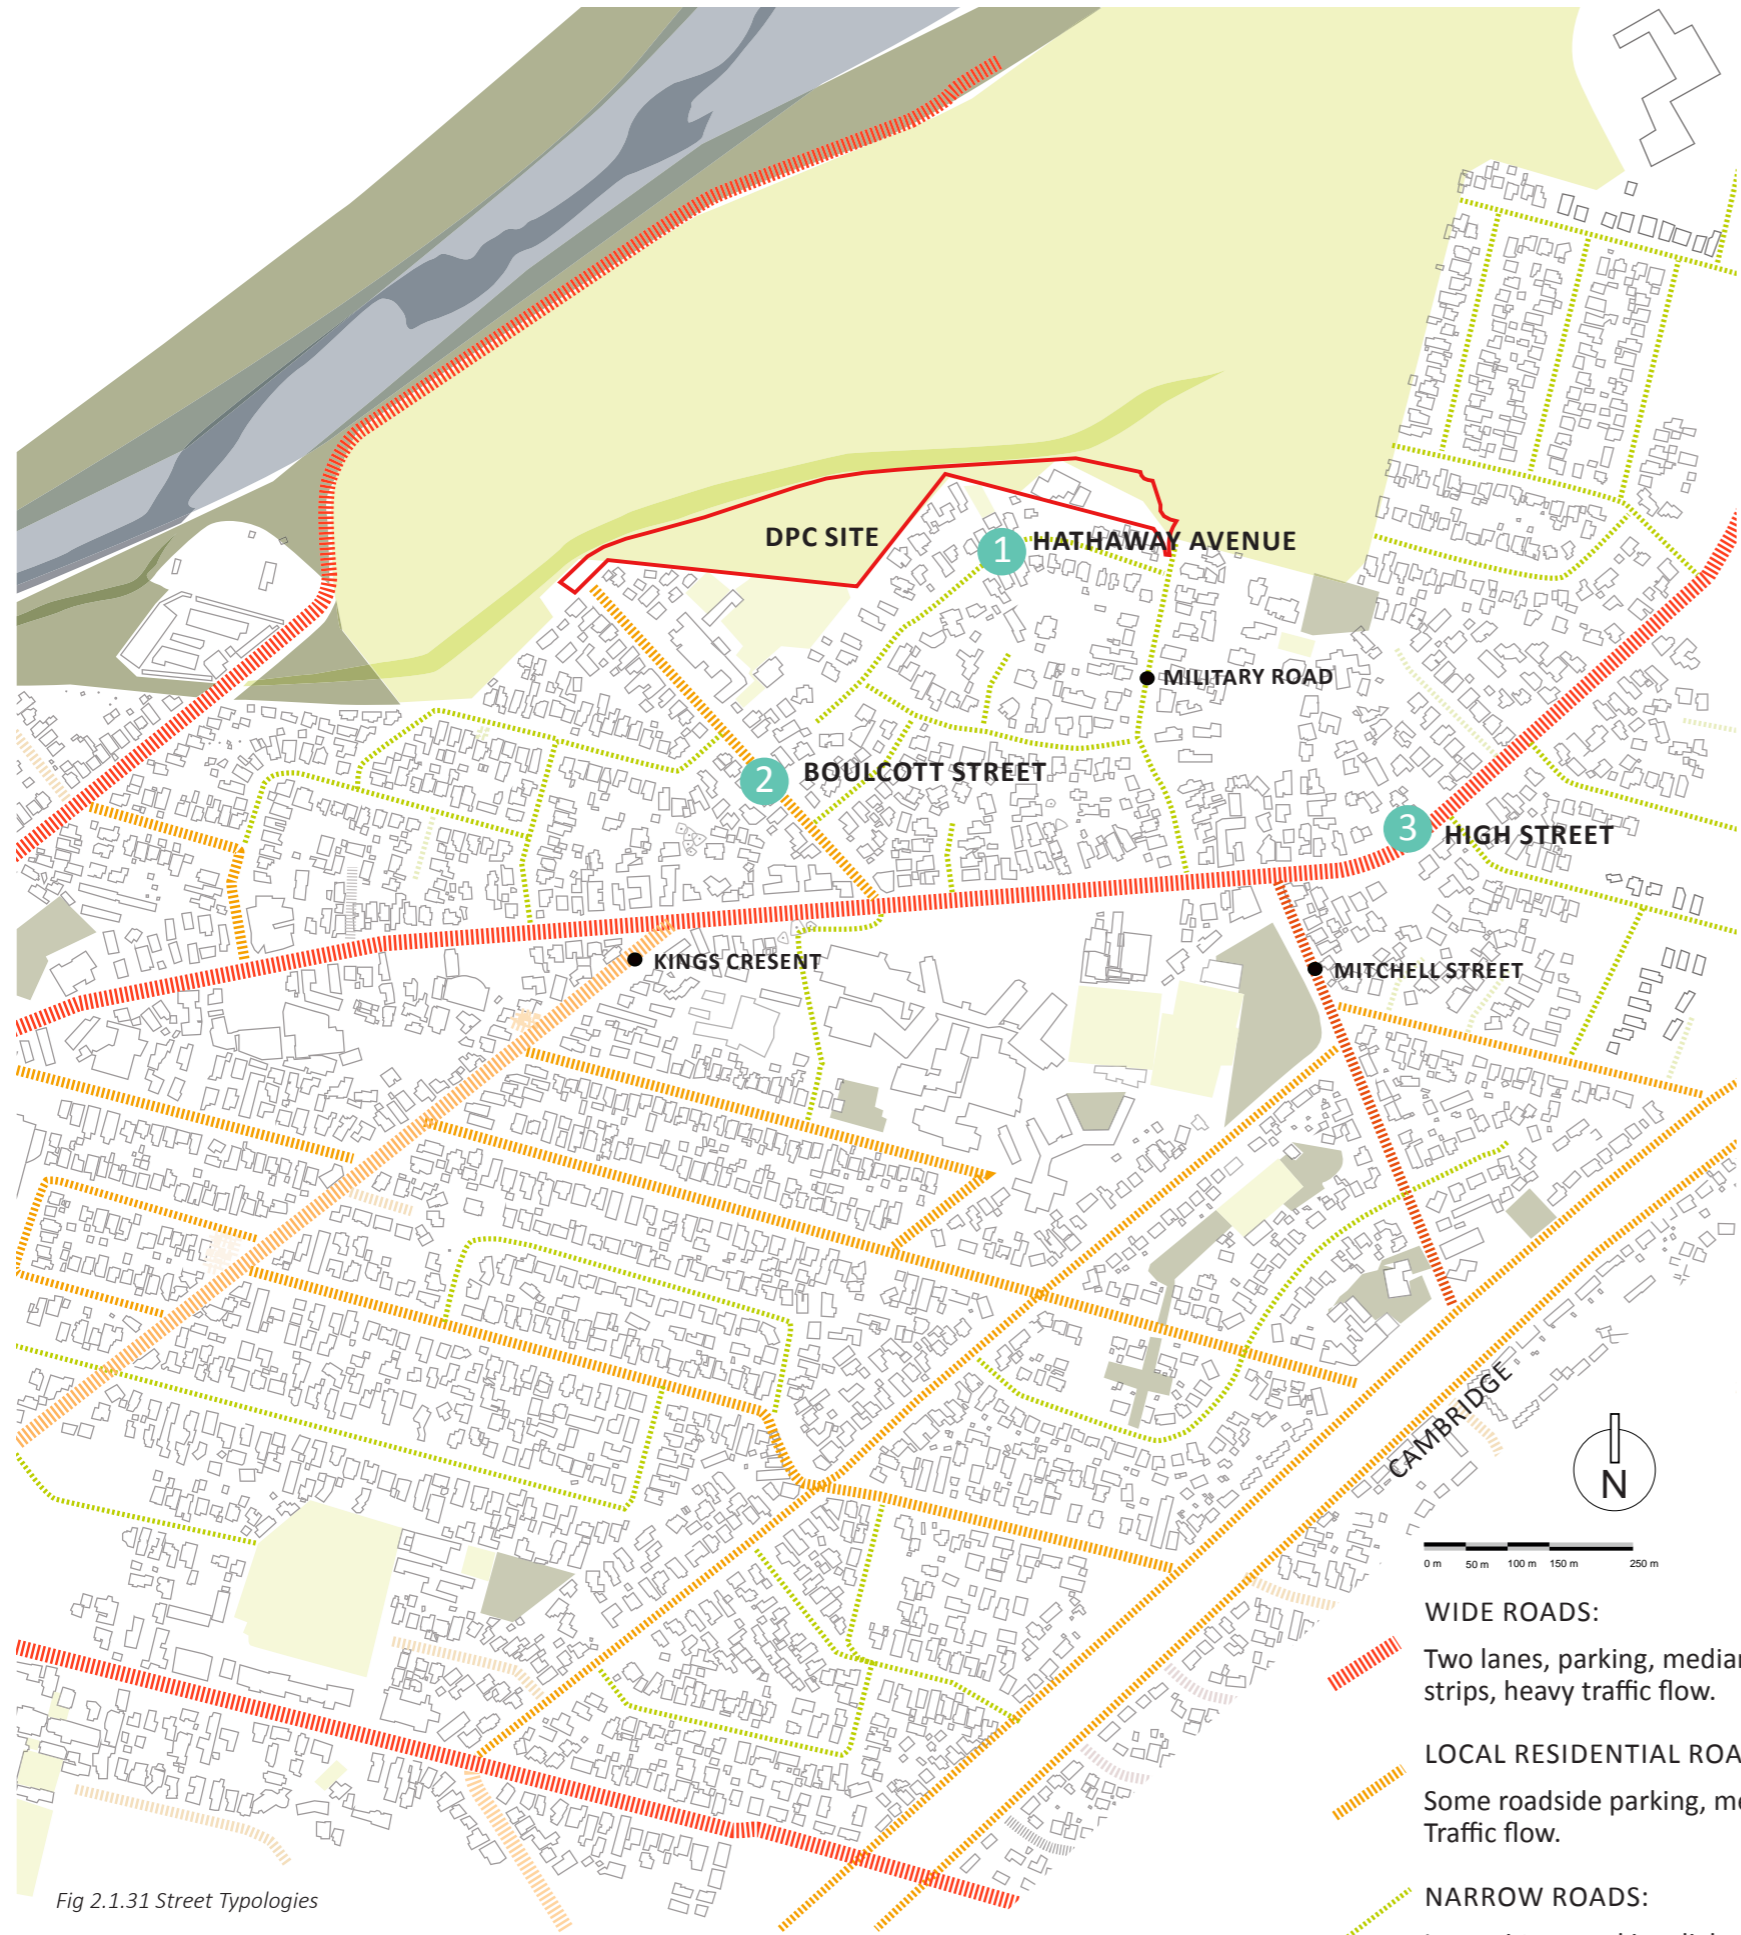 DPC SITE
1
HATHAWAY AVENUE
MILITARY ROAD
2
BOULCOTT STREET
3
HIGH STREET
KINGS CRESENT
MITCHELL STREET
CAMBRIDGE
N
0 m 50 m 100 m 150 m 250 m
WIDE ROADS:
Two lanes, parking, median
strips, heavy traffic flow.
LOCAL RESIDENTIAL ROA
Some roadside parking, me
Traffic flow.
NARROW ROADS:
Fig 2.1.31 Street Typologies